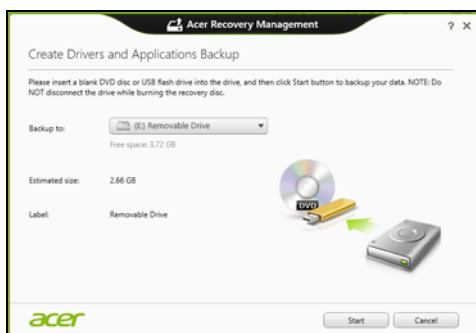 Acer Recovery Management
? ×
Create Drivers and Applications Backup
Please insert a blank DVD disc or USB flash drive into the drive, and then click Start button to backup your data. NOTE: Do
NOT disconnect the drive while burning the recovery disc.
Backup to: (E:) Removable Drive
Free space: 3.72 GB
Estimated size: 2.66 GB
Label: Removable Drive
DVD
acer Start Cancel